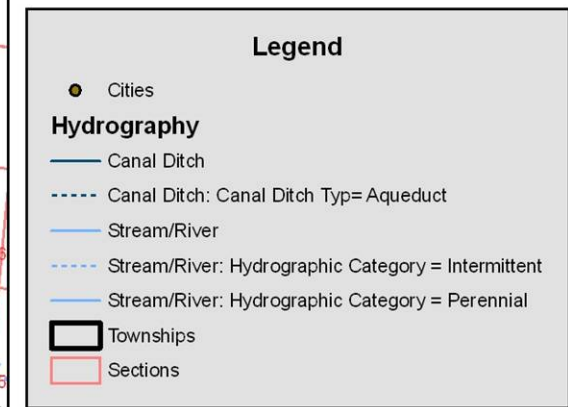 Legend
Cities
Hydrography
Canal Ditch
Canal Ditch: Canal Ditch Typ= Aqueduct
Stream/River
Stream/River: Hydrographic Category = Intermittent
Stream/River: Hydrographic Category = Perennial
Townships
Sections